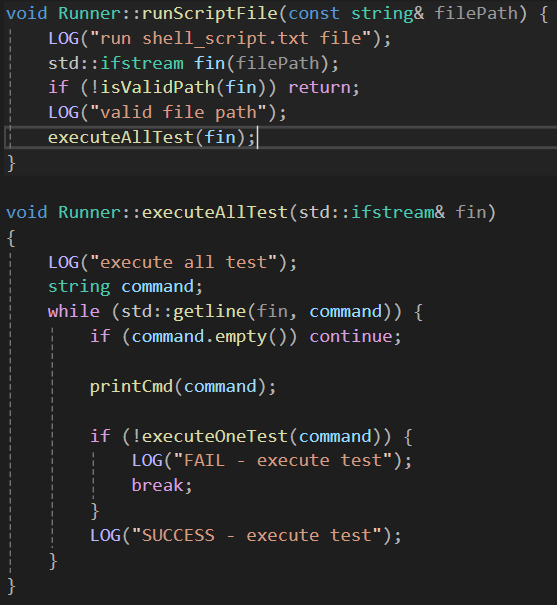 void Runner::runScriptFile(const string& filePath) {
    LOG("run shell_script.txt file");
    std::ifstream fin(filePath);
    if (!isValidPath(fin)) return;
    LOG("valid file path");
    executeAllTest(fin);
}

void Runner::executeAllTest(std::ifstream& fin)
{
    LOG("execute all test");
    string command;
    while (std::getline(fin, command)) {
        if (command.empty()) continue;

        printCmd(command);

        if (!executeOneTest(command)) {
            LOG("FAIL - execute test");
            break;
        }
        LOG("SUCCESS - execute test");
    }
}